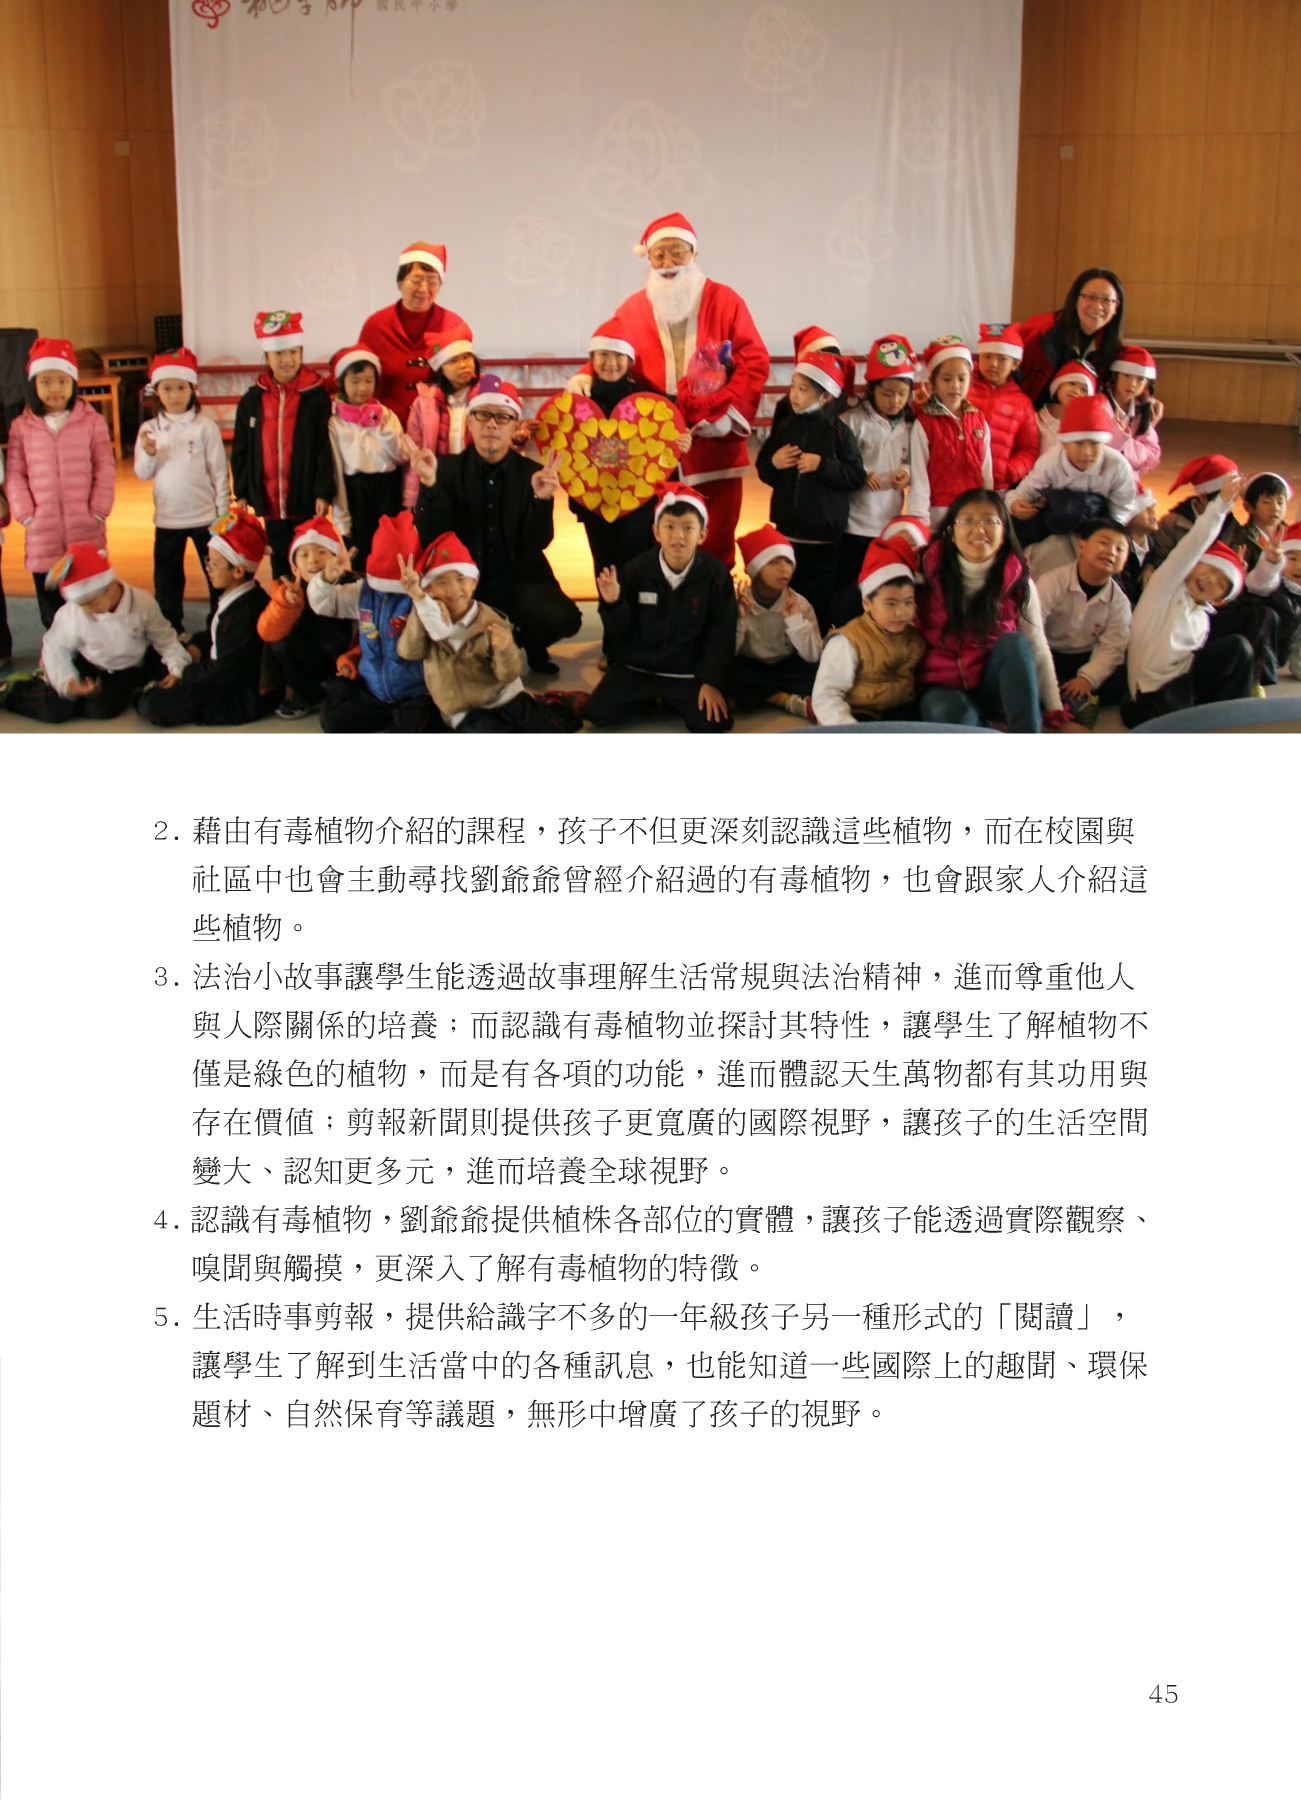 國民中小學
2. 藉由有毒植物介紹的課程，孩子不但更深刻認識這些植物，而在校園與
社區中也會主動尋找劉爺爺曾經介紹過的有毒植物，也會跟家人介紹這
些植物。
3. 法治小故事讓學生能透過故事理解生活常規與法治精神，進而尊重他人
與人際關係的培養；而認識有毒植物並探討其特性，讓學生了解植物不
僅是綠色的植物，而是有各項的功能，進而體認天生萬物都有其功用與
存在價值；剪報新聞則提供孩子更寬廣的國際視野，讓孩子的生活空間
變大、認知更多元，進而培養全球視野。
4. 認識有毒植物，劉爺爺提供植株各部位的實體，讓孩子能透過實際觀察、
嗅聞與觸摸，更深入了解有毒植物的特徵。
5. 生活時事剪報，提供給識字不多的一年級孩子另一種形式的「閱讀」，
讓學生了解到生活當中的各種訊息，也能知道一些國際上的趣聞、環保
題材、自然保育等議題，無形中增廣了孩子的視野。
45